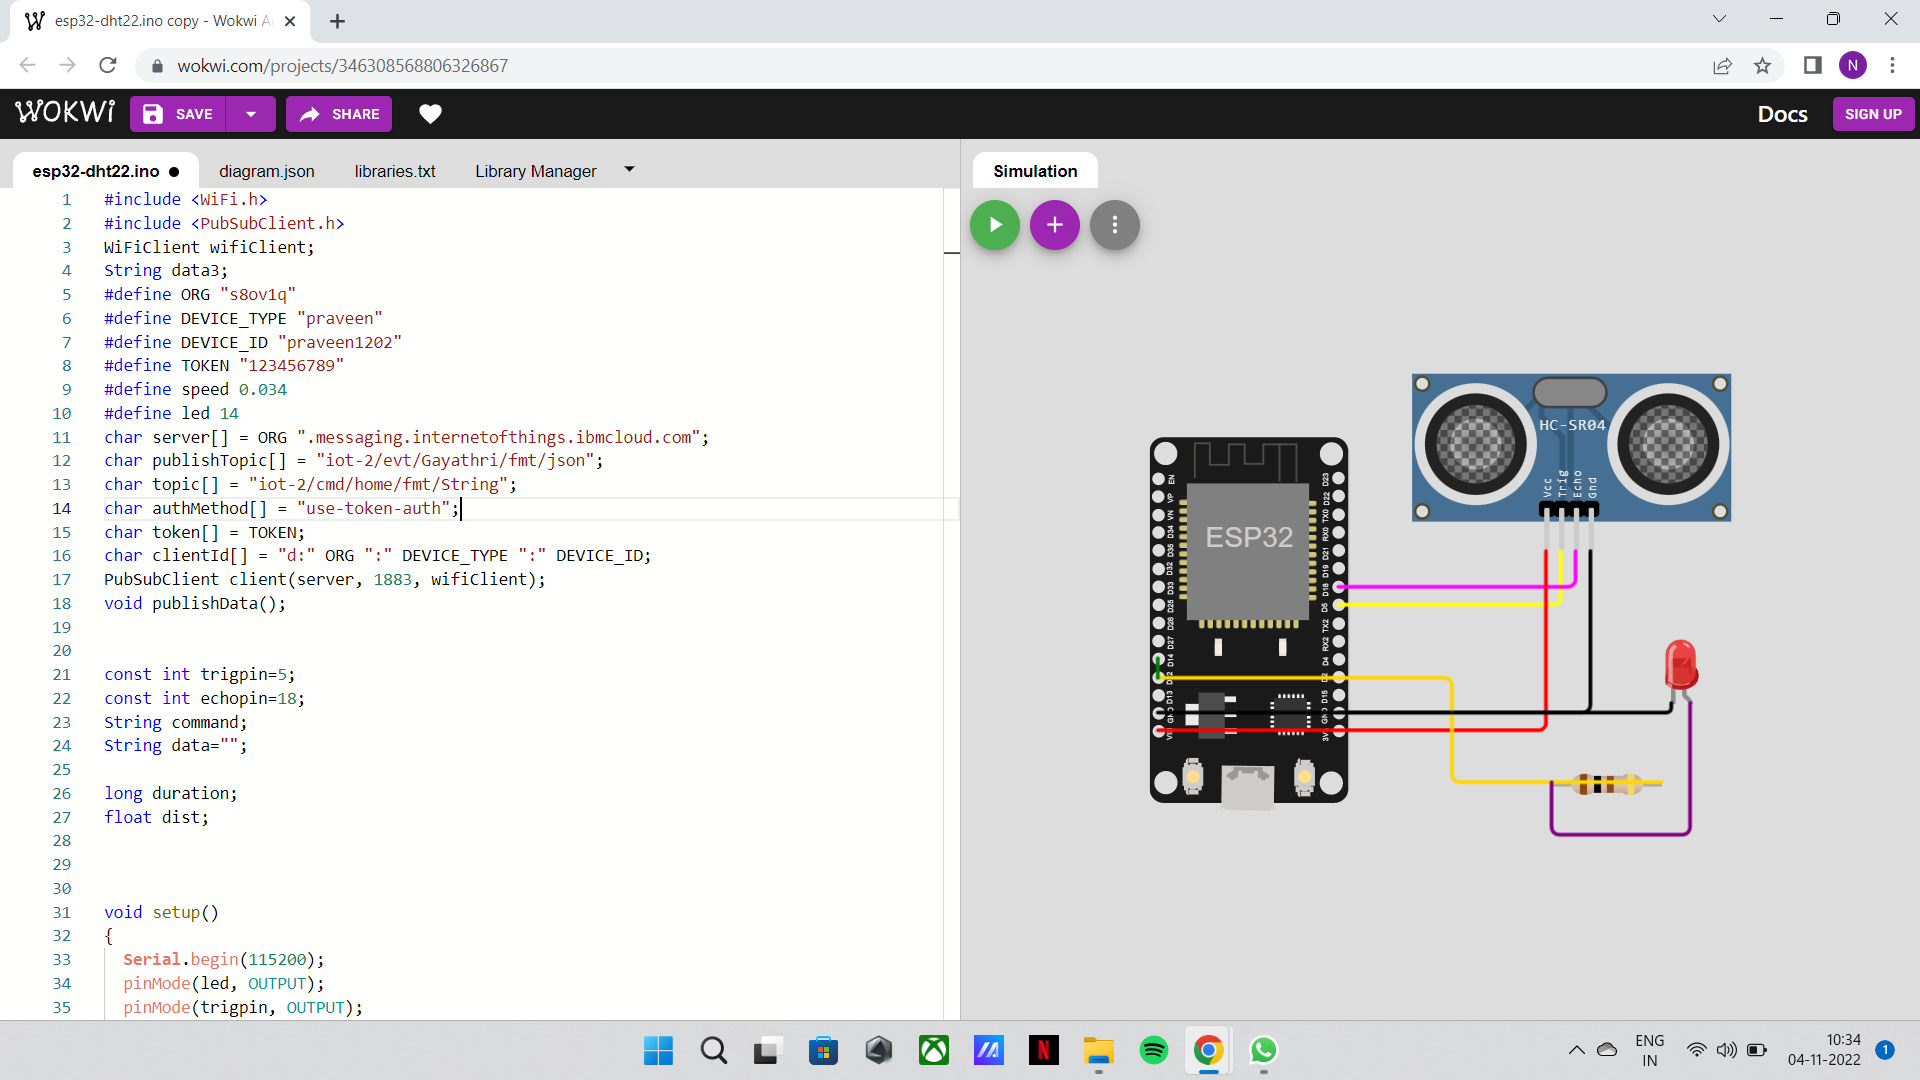 esp32-dht22.ino copy - Wokwi A
wokwi.com/projects/346308568806326867
N
WOKWi
SAVE
SHARE
Docs
SIGN UP
esp32-dht22.ino
diagram.json
libraries.txt
Library Manager
Simulation
1 #include <WiFi.h>
2 #include <PubSubClient.h>
3 WiFiClient wifiClient;
4 String data3;
5 #define ORG "s8ov1q"
6 #define DEVICE_TYPE "praveen"
7 #define DEVICE_ID "praveen1202"
8 #define TOKEN "123456789"
9 #define speed 0.034
10 #define led 14
11 char server[] = ORG ".messaging.internetofthings.ibmcloud.com";
12 char publishTopic[] = "iot-2/evt/Gayathri/fmt/json";
13 char topic[] = "iot-2/cmd/home/fmt/String";
14 char authMethod[] = "use-token-auth";
15 char token[] = TOKEN;
16 char clientId[] = "d:" ORG ":" DEVICE_TYPE ":" DEVICE_ID;
17 PubSubClient client(server, 1883, wifiClient);
18 void publishData();
19
20
21 const int trigpin=5;
22 const int echopin=18;
23 String command;
24 String data="";
25
26 long duration;
27 float dist;
28
29
30
31 void setup()
32 {
33 Serial.begin(115200);
34 pinMode(led, OUTPUT);
35 pinMode(trigpin, OUTPUT);
HC-SR04
Vcc
Trig
Echo
Gnd
ESP32
EN
VP
VN
D34
D35
D32
D33
D25
D26
D27
D14
D13
GND
D23
D22
TX0
RX0
D21
D19
D18
D5
TX2
RX2
D4
D2
D15
GND
3V
ENG
IN
10:34
04-11-2022
1